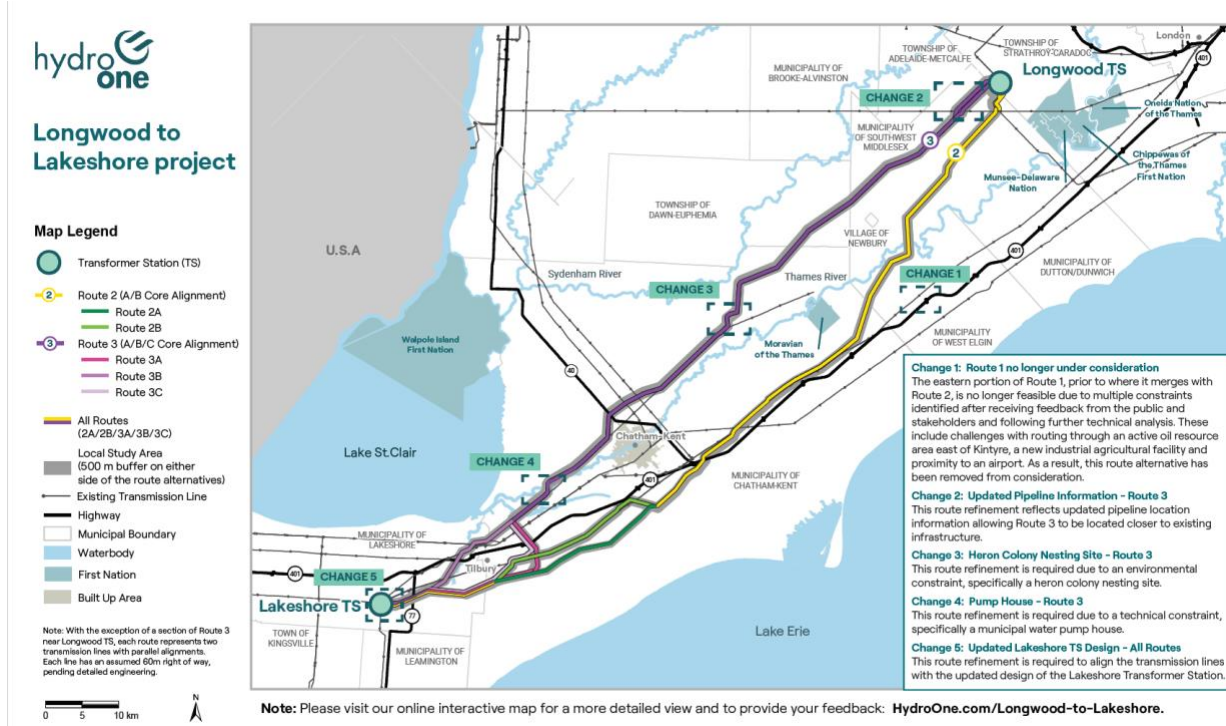 hydro
one
Longwood to
Lakeshore project
Map Legend
Transformer Station (TS)
2
Route 2 (A/B Core Alignment)
Route 2A
Route 2B
3
Route 3 (A/B/C Core Alignment)
Route 3A
Route 3B
Route 3C
All Routes
(2A/2B/3A/3B/3C)
Local Study Area
(500 m buffer on either
side of the route alternatives)
Existing Transmission Line
Highway
Municipal Boundary
Waterbody
First Nation
Built Up Area
Note: With the exception of a section of Route 3
near Longwood TS, each route represents two
transmission lines with parallel alignments.
Each line has an assumed 60m right of way,
pending detailed engineering.
0 5 10 km
N
London
401
TOWNSHIP OF
STRATHROY-CARADOC
TOWNSHIP OF
ADELAIDE-METCALFE
MUNICIPALITY OF
BROOKE-ALVINSTON
Longwood TS
CHANGE 2
Oneida Nation
of the Thames
MUNICIPALITY
OF SOUTHWEST
MIDDLESEX
3
2
Chippewas of
the Thames
First Nation
Munsee-Delaware
Nation
TOWNSHIP OF
DAWN-EUPHEMIA
VILLAGE OF
NEWBURY
401
U.S.A
MUNICIPALITY OF
DUTTON/DUNWICH
Sydenham River
Thames River
CHANGE 1
CHANGE 3
MUNICIPALITY
OF WEST ELGIN
Walpole Island
First Nation
Moravian
of the Thames
40
Chatham-Kent
Lake St.Clair
CHANGE 4
401
MUNICIPALITY OF
CHATHAM-KENT
MUNICIPALITY OF
LAKESHORE
Tilbury
401
CHANGE 5
Lakeshore TS
77
TOWN OF
KINGSVILLE
MUNICIPALITY OF
LEAMINGTON
Lake Erie
Change 1: Route 1 no longer under consideration
The eastern portion of Route 1, prior to where it merges with
Route 2, is no longer feasible due to multiple constraints
identified after receiving feedback from the public and
stakeholders and following further technical analysis. These
include challenges with routing through an active oil resource
area east of Kintyre, a new industrial agricultural facility and
proximity to an airport. As a result, this route alternative has
been removed from consideration.
Change 2: Updated Pipeline Information - Route 3
This route refinement reflects updated pipeline location
information allowing Route 3 to be located closer to existing
infrastructure.
Change 3: Heron Colony Nesting Site - Route 3
This route refinement is required due to an environmental
constraint, specifically a heron colony nesting site.
Change 4: Pump House - Route 3
This route refinement is required due to a technical constraint,
specifically a municipal water pump house.
Change 5: Updated Lakeshore TS Design - All Routes
This route refinement is required to align the transmission lines
with the updated design of the Lakeshore Transformer Station.
Note: Please visit our online interactive map for a more detailed view and to provide your feedback: HydroOne.com/Longwood-to-Lakeshore.